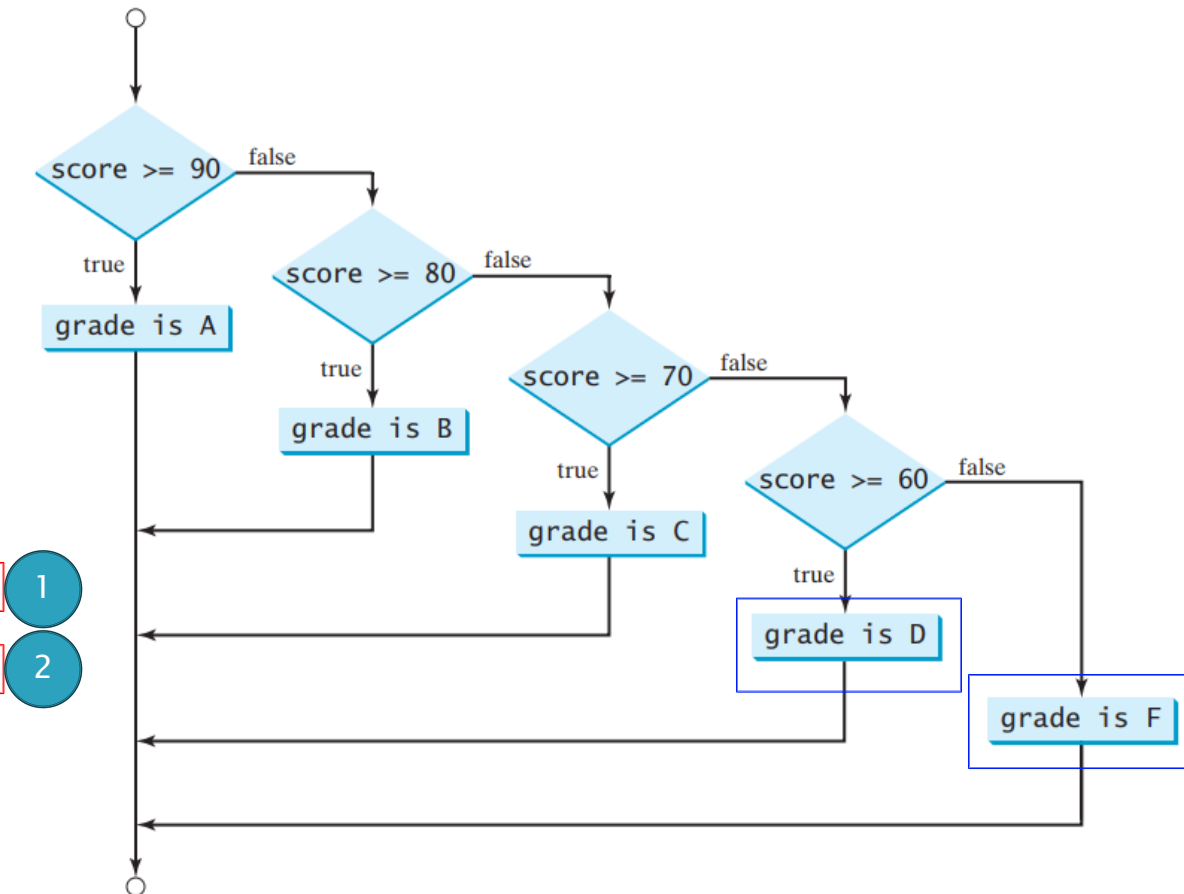 score >= 90
false
true
score >= 80
false
grade is A
true
score >= 70
false
grade is B
true
score >= 60
false
grade is C
true
1
grade is D
2
grade is F